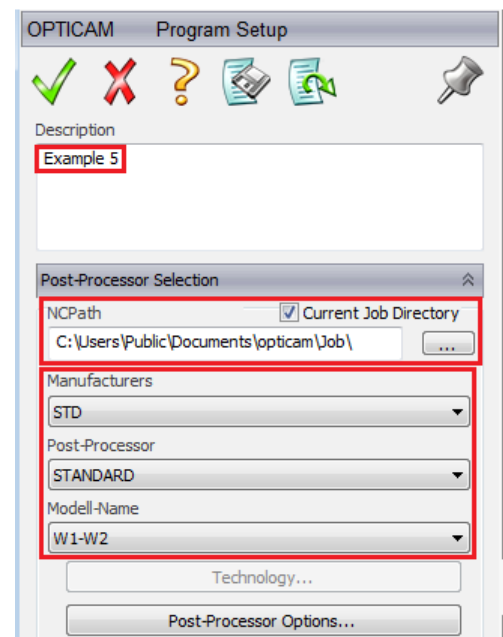 OPTICAM Program Setup
Description
Example 5
Post-Processor Selection
NCPath Current Job Directory
C:\Users\Public\Documents\opticam\Job\ ...
Manufacturers
STD
Post-Processor
STANDARD
Modell-Name
W1-W2
Technology...
Post-Processor Options...